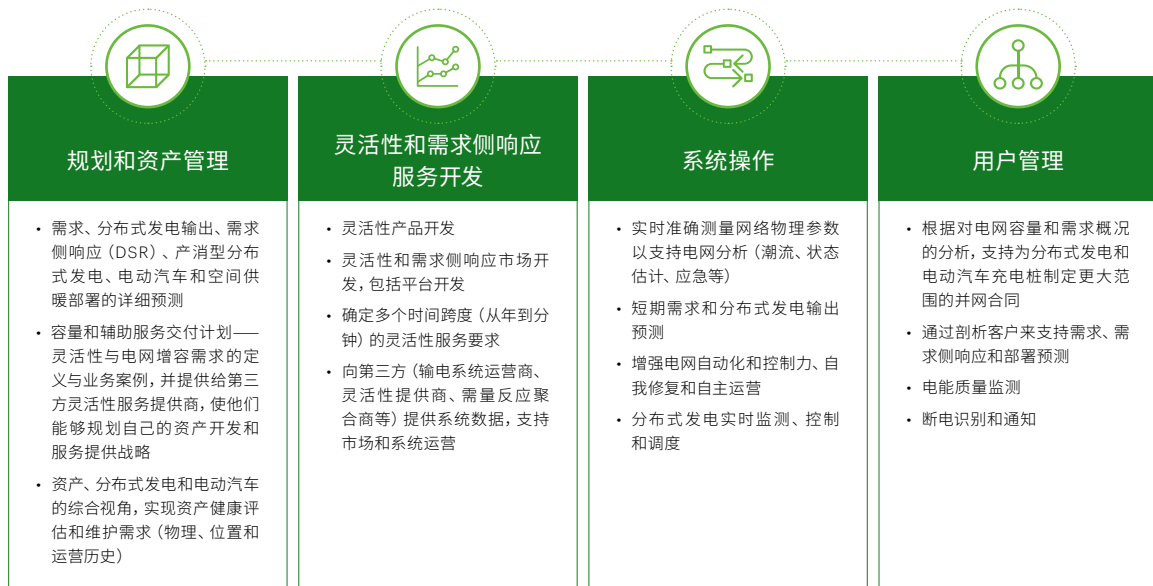 规划和资产管理
• 需求、分布式发电输出、需求
侧响应（DSR）、产消型分布
式发电、电动汽车和空间供
暖部署的详细预测
• 容量和辅助服务交付计划——
灵活性与电网增容需求的定
义与业务案例，并提供给第三
方灵活性服务提供商，使他们
能够规划自己的资产开发和
服务提供战略
• 资产、分布式发电和电动汽车
的综合视角，实现资产健康评
估和维护需求（物理、位置和
运营历史）
灵活性和需求侧响应
服务开发
• 灵活性产品开发
• 灵活性和需求侧响应市场开
发，包括平台开发
• 确定多个时间跨度（从年到分
钟）的灵活性服务要求
• 向第三方（输电系统运营商、
灵活性提供商、需量反应聚
合商等）提供系统数据，支持
市场和系统运营
系统操作
• 实时准确测量网络物理参数
以支持电网分析（潮流、状态
估计、应急等）
• 短期需求和分布式发电输出
预测
• 增强电网自动化和控制力、自
我修复和自主运营
• 分布式发电实时监测、控制
和调度
用户管理
• 根据对电网容量和需求概况
的分析，支持为分布式发电和
电动汽车充电桩制定更大范
围的并网合同
• 通过剖析客户来支持需求、需
求侧响应和部署预测
• 电能质量监测
• 断电识别和通知